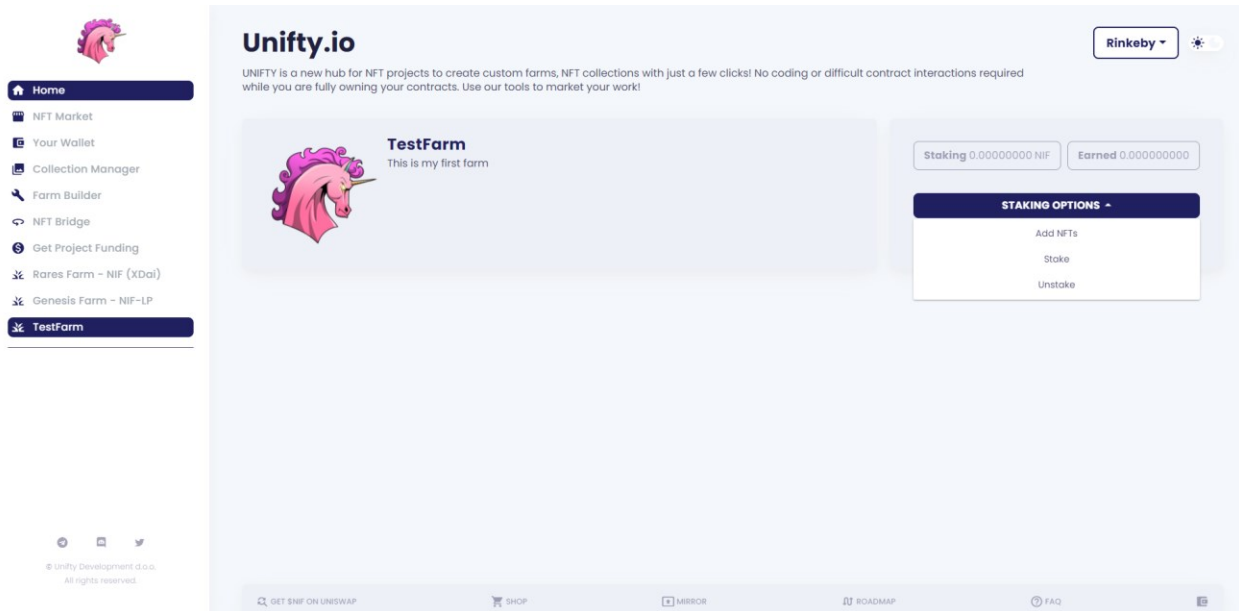 Home
NFT Market
Your Wallet
Collection Manager
Farm Builder
NFT Bridge
Get Project Funding
Rares Farm - NIF (XDai)
Genesis Farm - NIF-LP
TestFarm
© Unifty Development d.o.o.
All rights reserved.
Unifty.io
Rinkeby
UNIFTY is a new hub for NFT projects to create custom farms, NFT collections with just a few clicks! No coding or difficult contract interactions required
while you are fully owning your contracts. Use our tools to market your work!
TestFarm
This is my first farm
Staking 0.00000000 NIF
Earned 0.000000000
STAKING OPTIONS
Add NFTs
Stake
Unstake
GET $NIF ON UNISWAP
SHOP
MIRROR
ROADMAP
FAQ